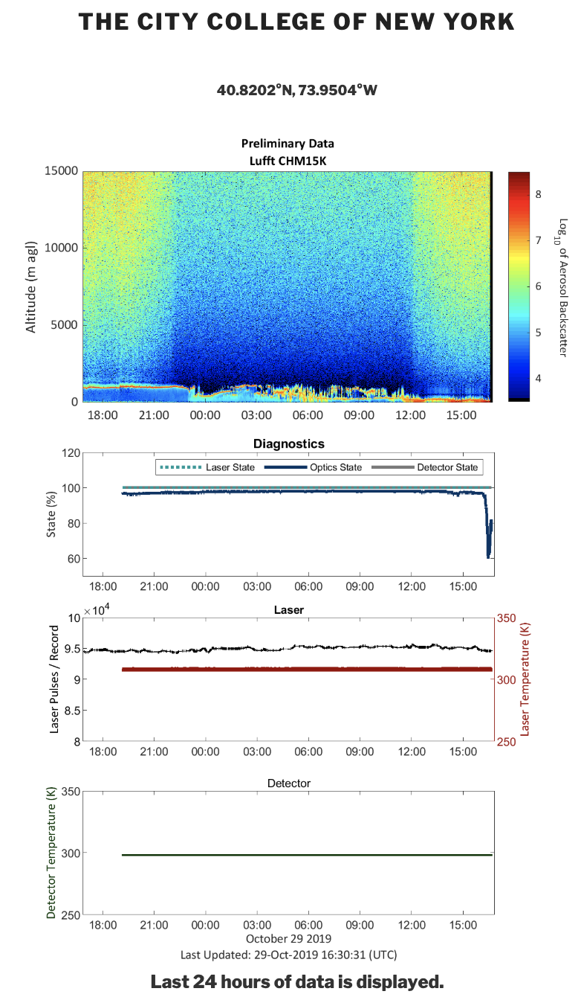 THE CITY COLLEGE OF NEW YORK
40.8202°N, 73.9504°W
Preliminary Data
Lufft CHM15K
15000
10000
5000
0
Altitude (m agl)
18:00 21:00 00:00 03:00 06:00 09:00 12:00 15:00
8
7
6
5
4
Log10 of Aerosol Backscatter
Diagnostics
Laser State Optics State Detector State
120
100
80
60
State (%)
18:00 21:00 00:00 03:00 06:00 09:00 12:00 15:00
Laser
×10^4
10
9.5
9
8.5
8
Laser Pulses / Record
350
300
250
Laser Temperature (K)
18:00 21:00 00:00 03:00 06:00 09:00 12:00 15:00
Detector
350
300
250
Detector Temperature (K)
18:00 21:00 00:00 03:00 06:00 09:00 12:00 15:00
October 29 2019
Last Updated: 29-Oct-2019 16:30:31 (UTC)
Last 24 hours of data is displayed.